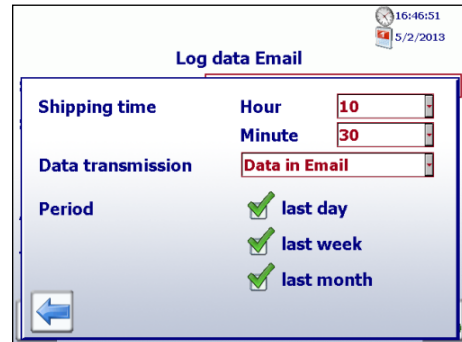 16:46:51
5/2/2013
Log data Email
Shipping time Hour 10
Minute 30
Data transmission Data in Email
Period last day
last week
last month